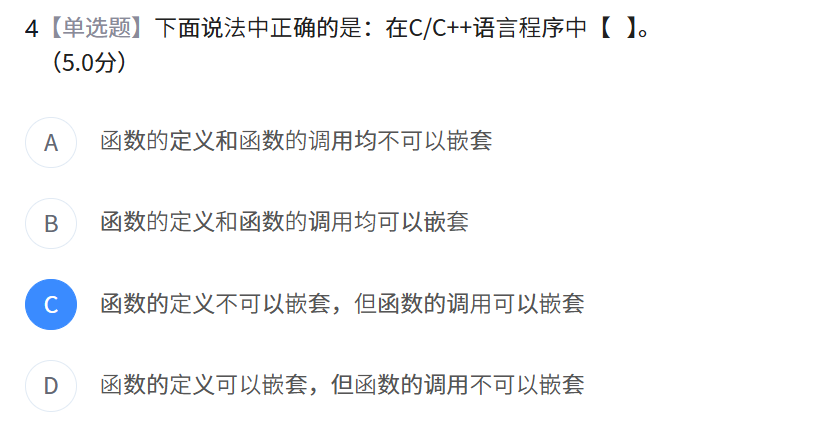 4【单选题】下面说法中正确的是：在C/C++语言程序中【  】。
（5.0分）
A 函数的定义和函数的调用均不可以嵌套
B 函数的定义和函数的调用均可以嵌套
C 函数的定义不可以嵌套，但函数的调用可以嵌套
D 函数的定义可以嵌套，但函数的调用不可以嵌套